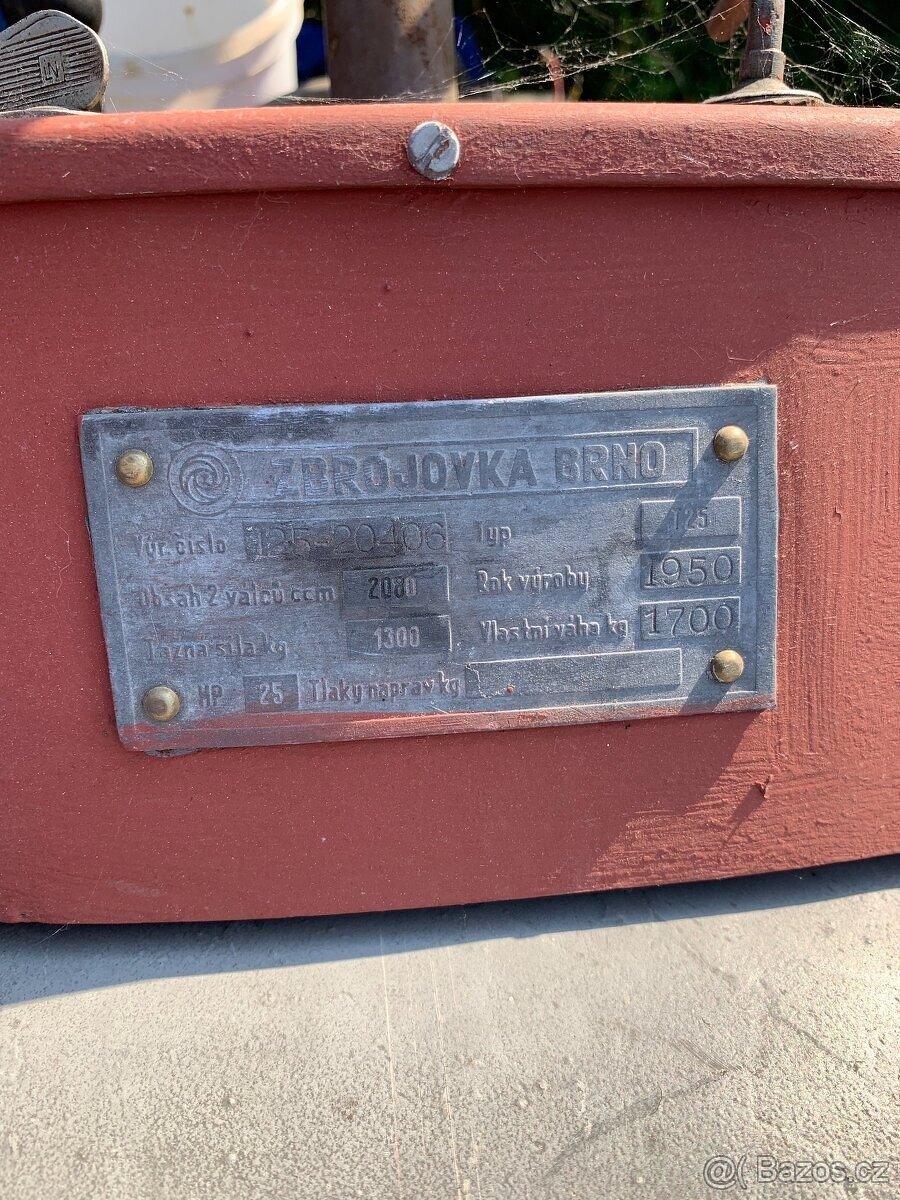 ZBROJOVKA BRNO
Výr. číslo 125-20406 Typ T25
Obsah 2 válců ccm 2080 Rok výroby 1950
Tažná síla kg 1300 Vlastní váha kg 1700
HP 25 Tlaky náprav kg
@( Bazos.cz